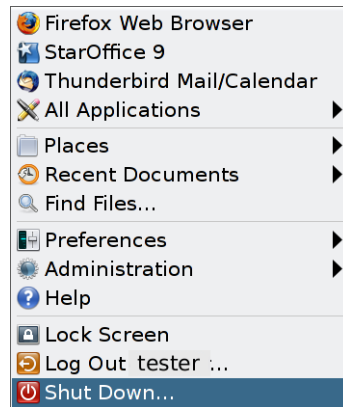 Firefox Web Browser
StarOffice 9
Thunderbird Mail/Calendar
All Applications
Places
Recent Documents
Find Files...
Preferences
Administration
Help
Lock Screen
Log Out tester ...
Shut Down...